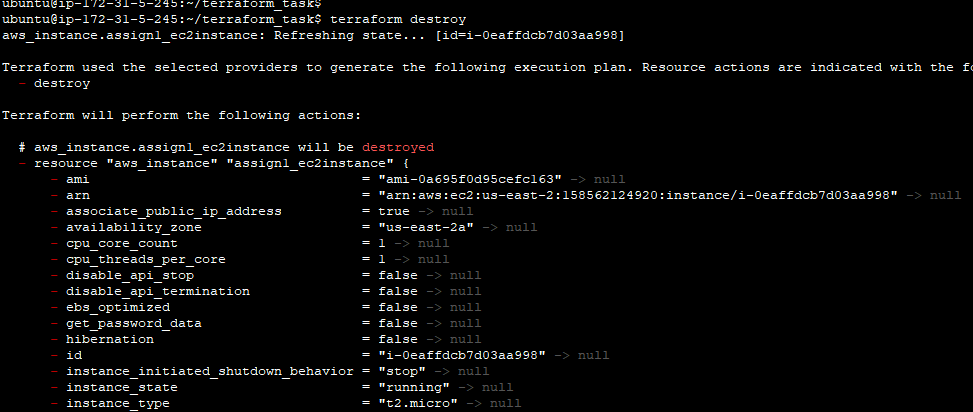 ubuntu@ip-172-31-5-245:~/terraform_task$
ubuntu@ip-172-31-5-245:~/terraform_task$ terraform destroy
aws_instance.assign1_ec2instance: Refreshing state... [id=i-0eaffdcb7d03aa998]
Terraform used the selected providers to generate the following execution plan. Resource actions are indicated with the fo
- destroy
Terraform will perform the following actions:
# aws_instance.assign1_ec2instance will be destroyed
- resource "aws_instance" "assign1_ec2instance" {
- ami = "ami-0a695f0d95cefc163" -> null
- arn = "arn:aws:ec2:us-east-2:158562124920:instance/i-0eaffdcb7d03aa998" -> null
- associate_public_ip_address = true -> null
- availability_zone = "us-east-2a" -> null
- cpu_core_count = 1 -> null
- cpu_threads_per_core = 1 -> null
- disable_api_stop = false -> null
- disable_api_termination = false -> null
- ebs_optimized = false -> null
- get_password_data = false -> null
- hibernation = false -> null
- id = "i-0eaffdcb7d03aa998" -> null
- instance_initiated_shutdown_behavior = "stop" -> null
- instance_state = "running" -> null
- instance_type = "t2.micro" -> null